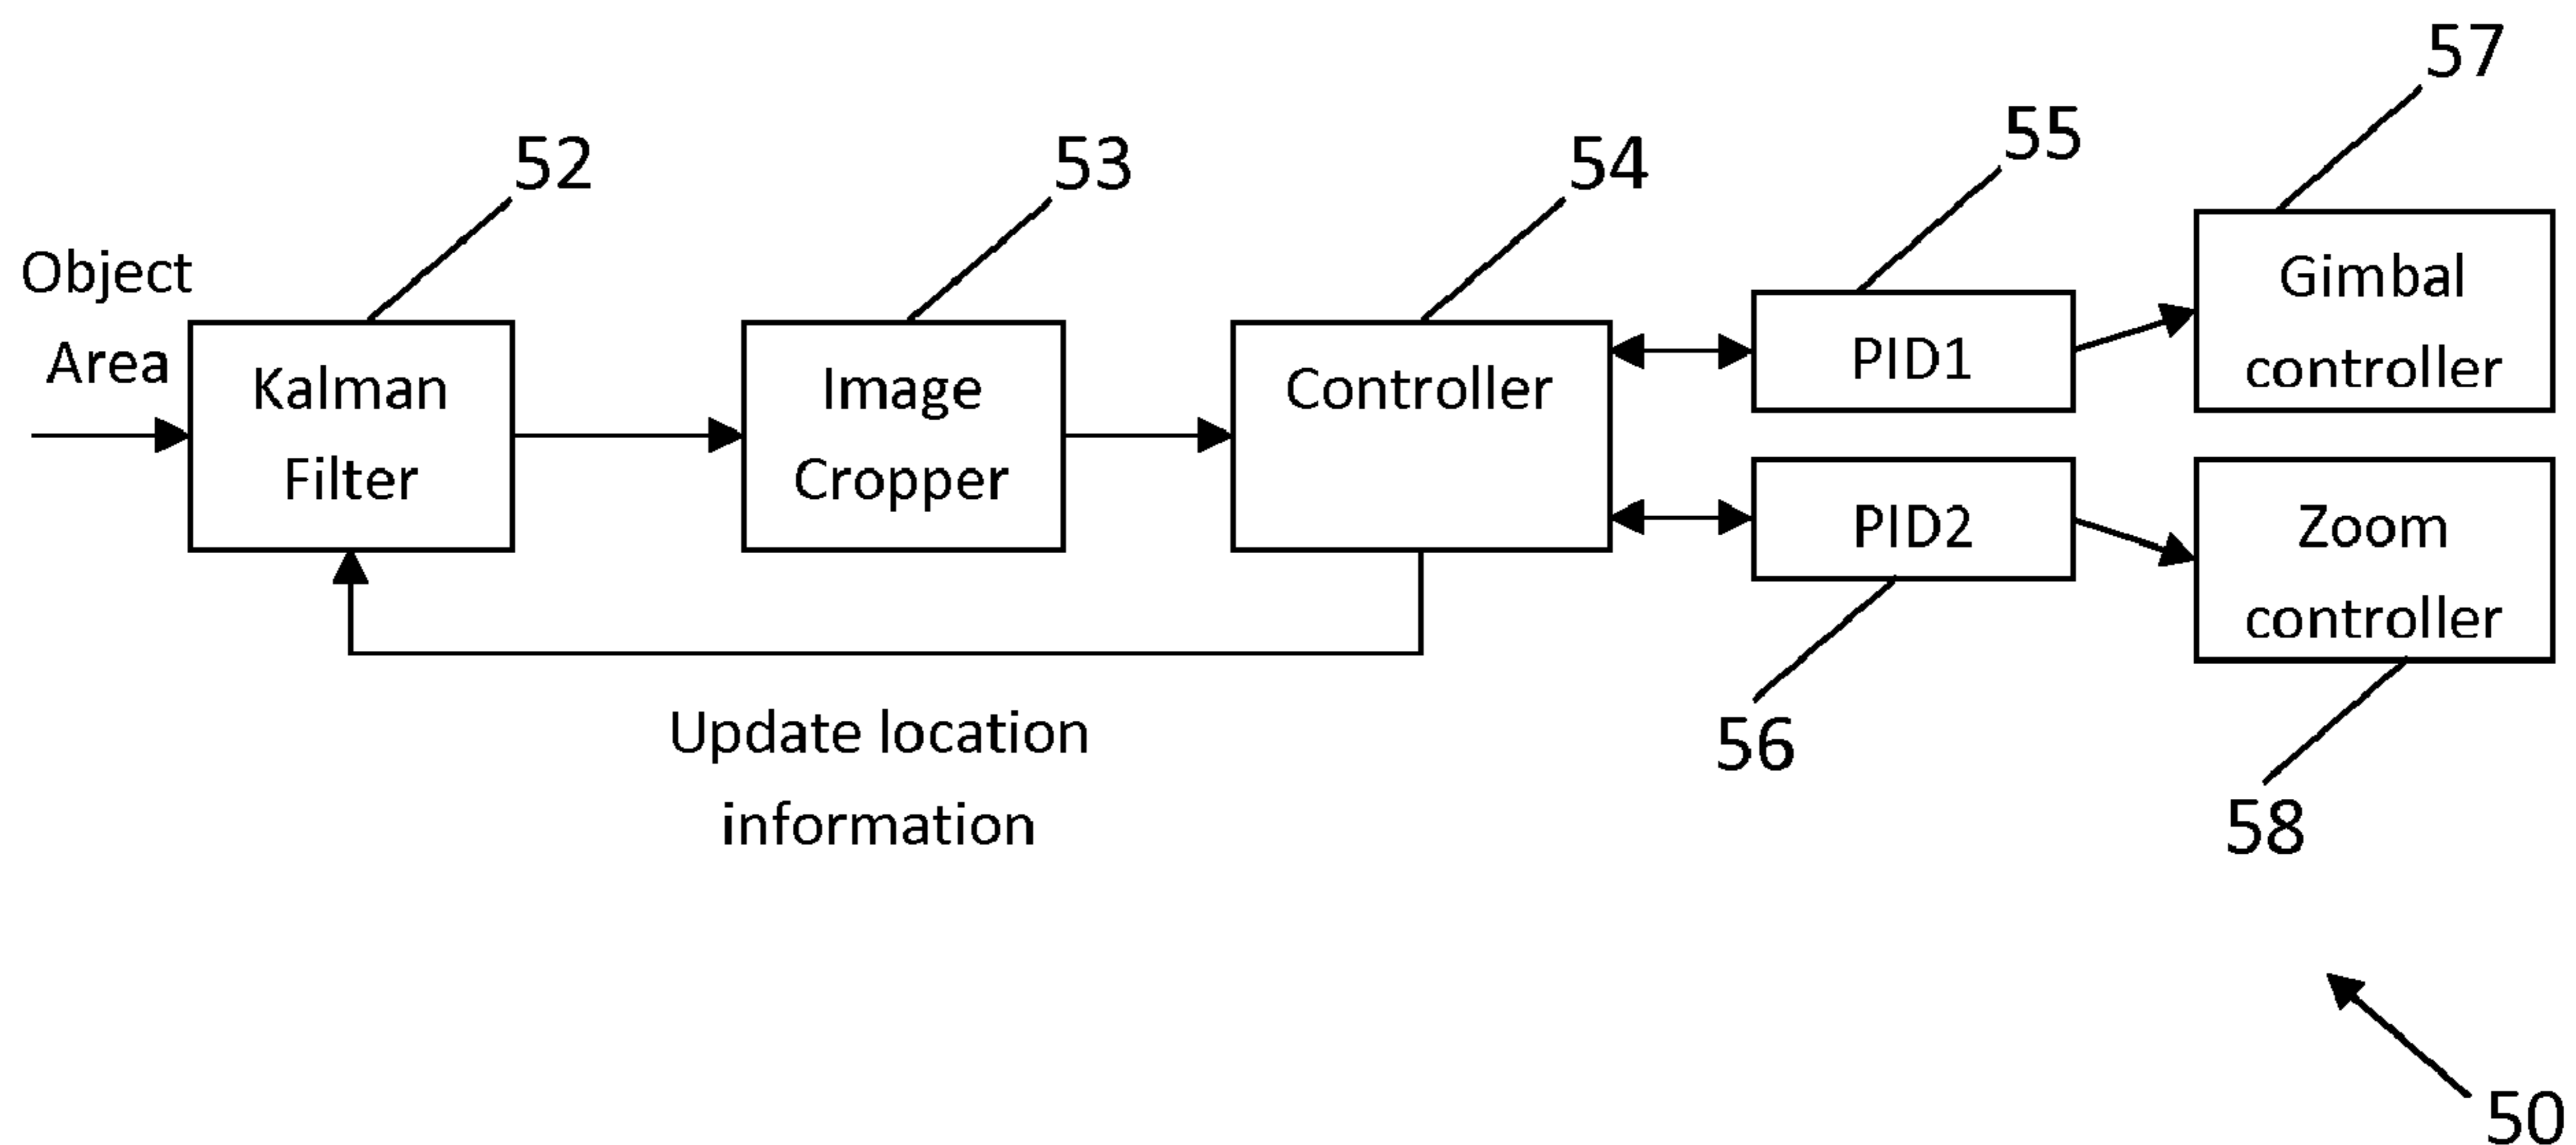 57
55
52
53
54
Object
Area
Kalman
Filter
Image
Cropper
Controller
PID1
Gimbal
controller
PID2
Zoom
controller
Update location
information
56
58
50